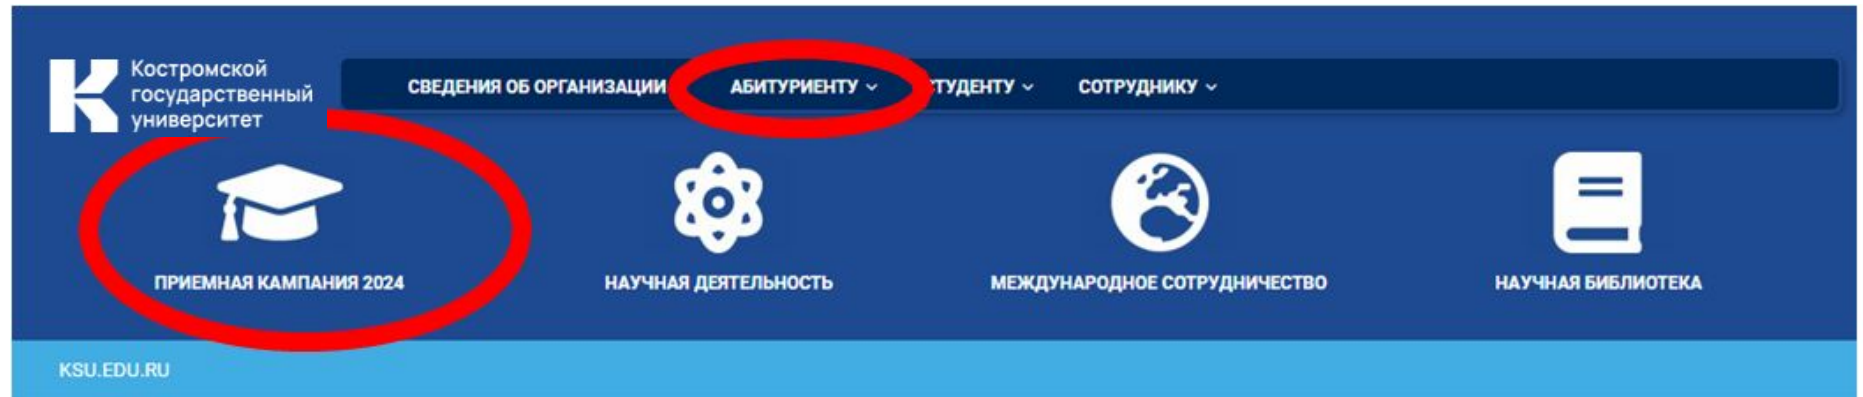 Костромской
государственный
университет
СВЕДЕНИЯ ОБ ОРГАНИЗАЦИИ АБИТУРИЕНТУ СТУДЕНТУ СОТРУДНИКУ
ПРИЕМНАЯ КАМПАНИЯ 2024 НАУЧНАЯ ДЕЯТЕЛЬНОСТЬ МЕЖДУНАРОДНОЕ СОТРУДНИЧЕСТВО НАУЧНАЯ БИБЛИОТЕКА
KSU.EDU.RU